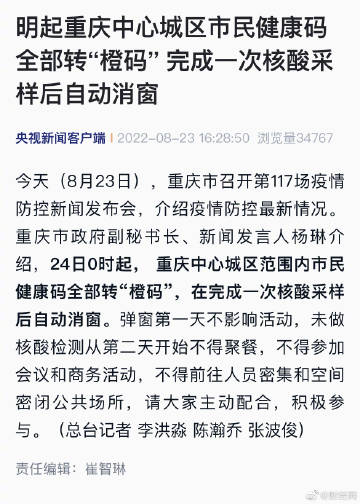 明起重庆中心城区市民健康码
全部转“橙码” 完成一次核酸采
样后自动消窗
央视新闻客户端 | 2022-08-23 16:28:50 浏览量34767
今天（8月23日），重庆市召开第117场疫情
防控新闻发布会，介绍疫情防控最新情况。
重庆市政府副秘书长、新闻发言人杨琳介
绍，24日0时起， 重庆中心城区范围内市民
健康码全部转“橙码”，在完成一次核酸采样
后自动消窗。弹窗第一天不影响活动，未做
核酸检测从第二天开始不得聚餐，不得参加
会议和商务活动，不得前往人员密集和空间
密闭公共场所，请大家主动配合，积极参
与。（总台记者 李洪淼 陈瀚乔 张波俊）
责任编辑：崔智琳